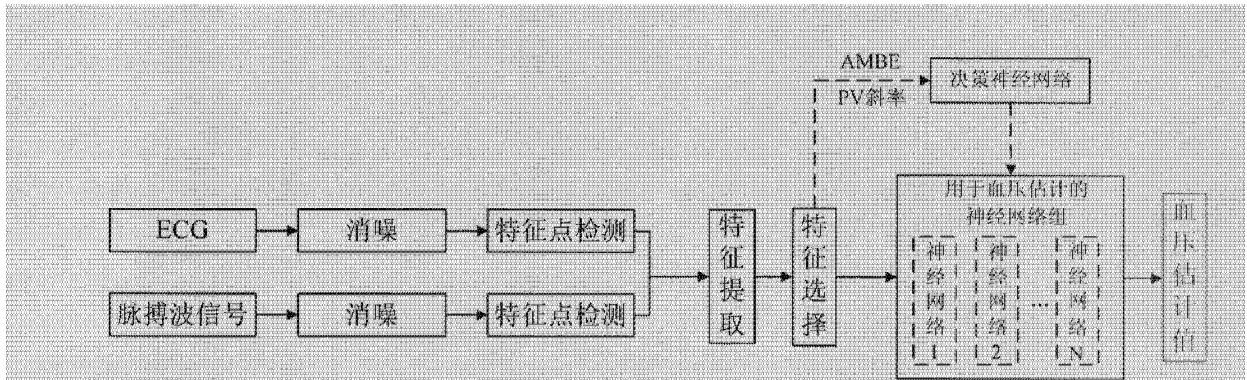 AMBE
PV斜率
决策神经网络
用于血压估计的
神经网络组
ECG
消噪
特征点检测
脉搏波信号
消噪
特征点检测
特征提取
特征选择
神经网络1
神经网络2
...
神经网络N
血压估计值